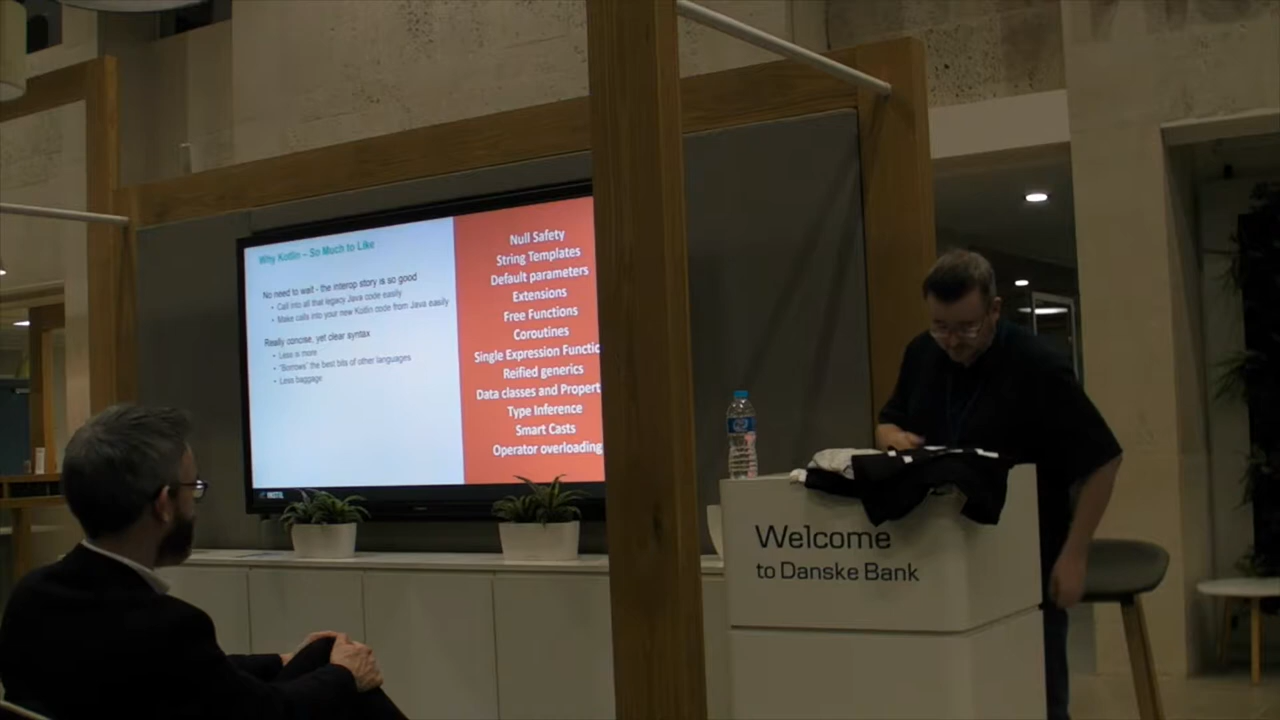 Why Kotlin – So Much to Like
No need to wait - the interop story is so good
• Call into all that legacy Java code easily
• Make calls into your new Kotlin code from Java easily
Really concise, yet clear syntax
• Less is more
• "Borrows" the best bits of other languages
• Less baggage
Null Safety
String Templates
Default parameters
Extensions
Free Functions
Coroutines
Single Expression Functio
Reified generics
Data classes and Propert
Type Inference
Smart Casts
Operator overloading
Welcome
to Danske Bank